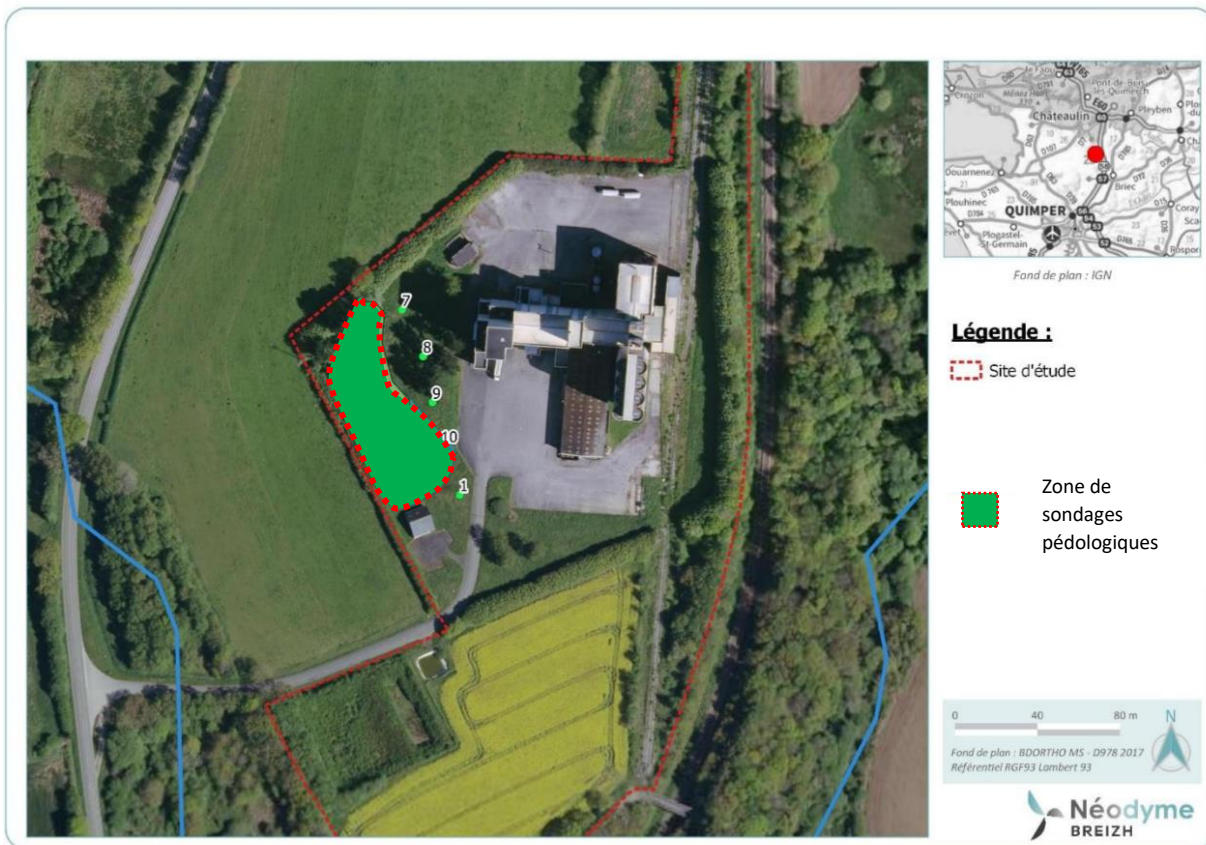 7
8
9
10
1
Châteaulin
Pont-de-Buis
lès-Quimerch
Pleyben
Douarnenez
Briec
Plouhinec
QUIMPER
Coray
Plogastel-
St-Germain
Fond de plan : IGN
Légende :
Site d'étude
Zone de
sondages
pédologiques
0 40 80 m N
Fond de plan : BDORTHO MS - D978 2017
Référentiel RGF93 Lambert 93
Néodyme
BREIZH